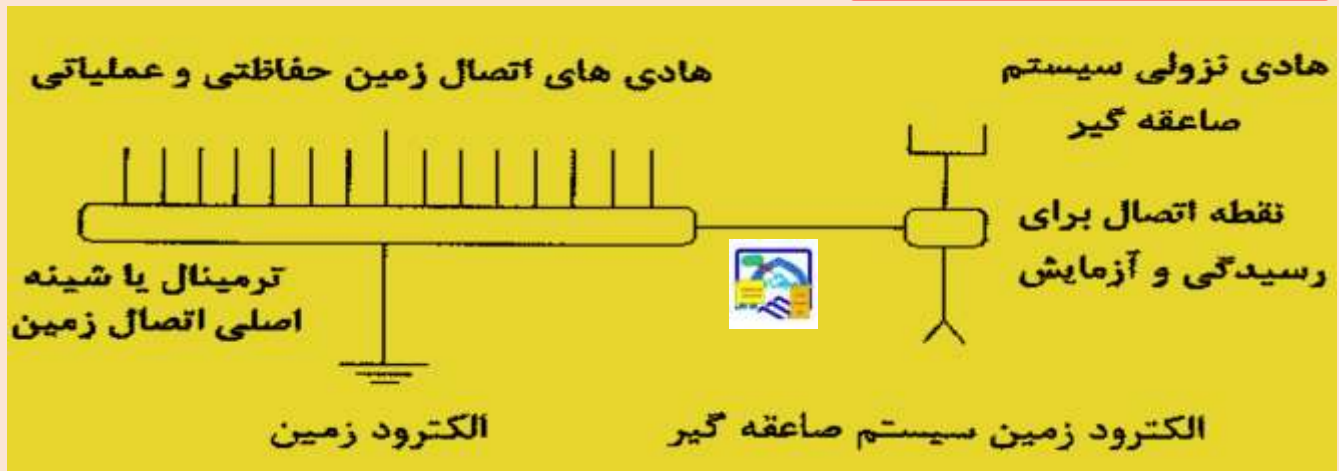 هادی های اتصال زمین حفاظتی و عملیاتی
هادی نزولی سیستم
صاعقه گیر
نقطه اتصال برای
رسیدگی و آزمایش
ترمینال یا شینه
اصلی اتصال زمین
الکترود زمین سیستم صاعقه گیر
الکترود زمین